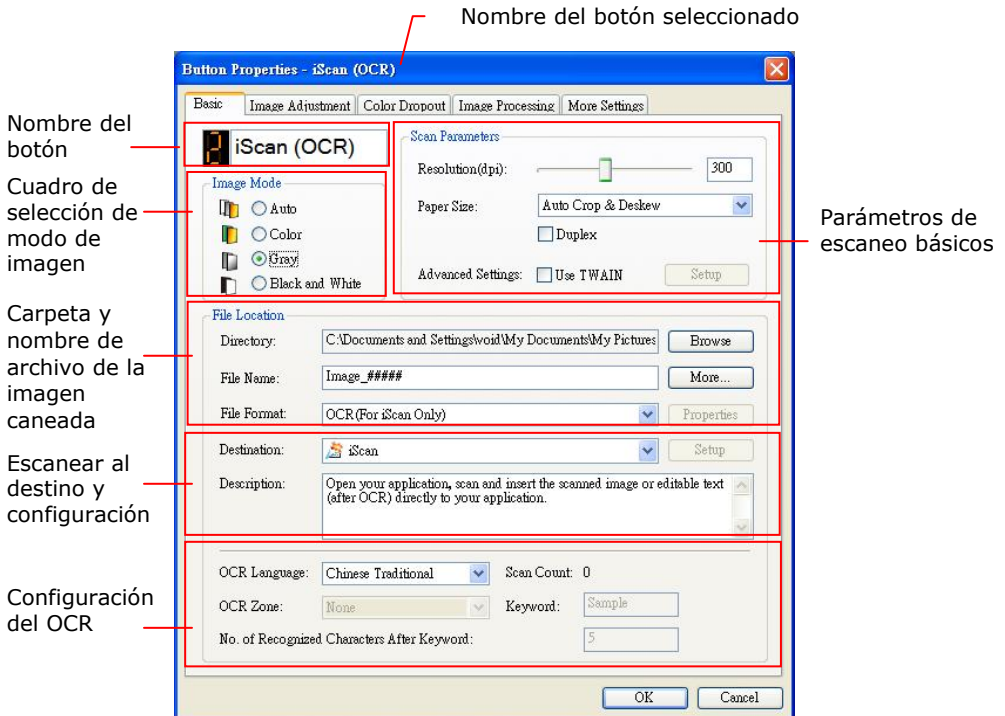 Nombre del botón seleccionado
Button Properties - iScan (OCR)
Basic Image Adjustment Color Dropout Image Processing More Settings
Nombre del
botón
2 iScan (OCR)
Cuadro de
selección de
modo de
imagen
Image Mode
Auto
Color
Gray
Black and White
Scan Parameters
Resolution(dpi): 300
Paper Size: Auto Crop & Deskew
Duplex
Advanced Settings: Use TWAIN Setup
Parámetros de
escaneo básicos
Carpeta y
nombre de
archivo de la
imagen
caneada
File Location
Directory: C:\Documents and Settings\void\My Documents\My Pictures Browse
File Name: Image_##### More...
File Format: OCR(For iScan Only) Properties
Escanear al
destino y
configuración
Destination: iScan Setup
Description: Open your application, scan and insert the scanned image or editable text
(after OCR) directly to your application.
Configuración
del OCR
OCR Language: Chinese Traditional Scan Count: 0
OCR Zone: None Keyword: Sample
No. of Recognized Characters After Keyword: 5
OK Cancel